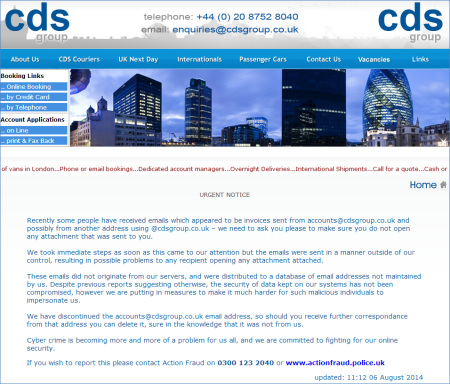 cds
group
telephone: +44 (0) 20 8752 8040
email: enquiries@cdsgroup.co.uk
cds
group
About Us
CDS Couriers
UK Next Day
Internationals
Passenger Cars
Contact Us
Vacancies
Links
Booking Links
... Online Booking
... by Credit Card
... by Telephone
Account Applications
... on Line
... print & Fax Back
of vans in London...Phone or email bookings...Dedicated account managers...Overnight Deliveries...International Shipments...Call for a quote...Cash or
Home
URGENT NOTICE
Recently some people have received emails which appeared to be invoices sent from accounts@cdsgroup.co.uk and
possibly from another address using @cdsgroup.co.uk – we need to ask you please to make sure you do not open
any attachment that was sent to you.
We took immediate steps as soon as this came to our attention but the emails were sent in a manner outside of our
control, resulting in possible problems to any recipient opening any attachment attached.
These emails did not originate from our servers, and were distributed to a database of email addresses not maintained
by us. Despite previous reports suggesting otherwise, the security of data kept on our systems has not been
compromised, however we are putting in measures to make it much harder for such malicious individuals to
impersonate us.
We have discontinued the accounts@cdsgroup.co.uk email address, so should you receive further correspondence
from that address you can delete it, sure in the knowledge that it was not from us.
Cyber crime is becoming more and more of a problem for us all, and we are committed to fighting for our online
security.
If you wish to report this please contact Action Fraud on 0300 123 2040 or www.actionfraud.police.uk
updated: 11:12 06 August 2014